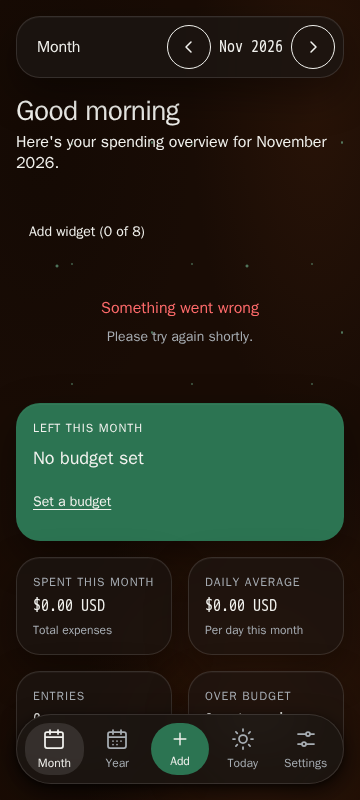 Month
Nov 2026
Good morning
Here's your spending overview for November
2026.
Add widget (0 of 8)
Something went wrong
Please try again shortly.
LEFT THIS MONTH
No budget set
Set a budget
SPENT THIS MONTH
$0.00 USD
Total expenses
DAILY AVERAGE
$0.00 USD
Per day this month
ENTRIES
OVER BUDGET
Month
Year
Add
Today
Settings